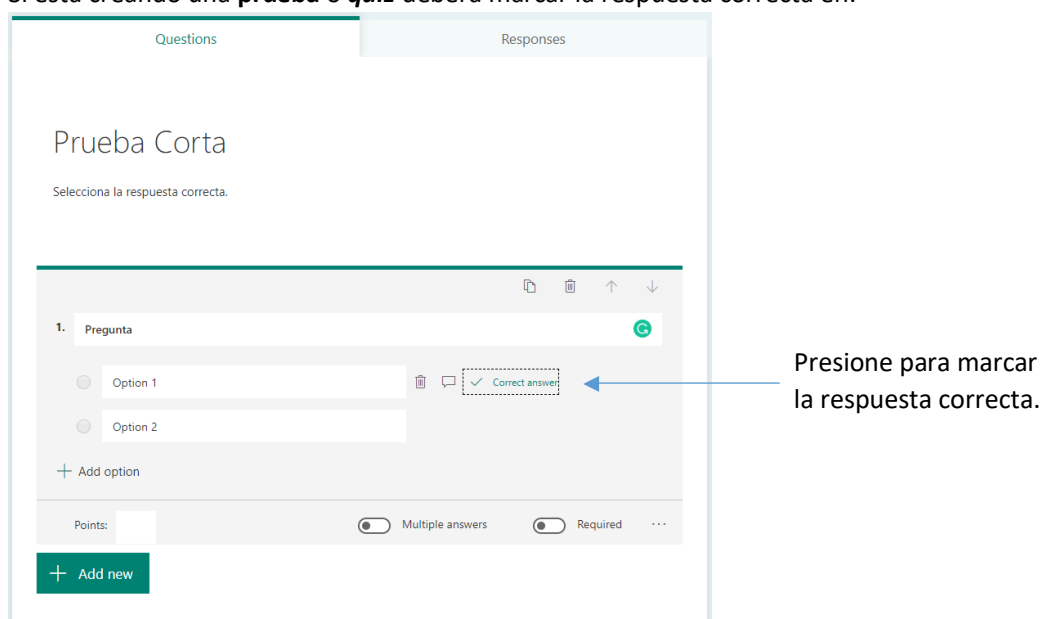 Si está creando una prueba o quiz deberá marcar la respuesta correcta en:
Questions
Responses
Prueba Corta
Selecciona la respuesta correcta.
1. Pregunta
Option 1
Correct answer
Presione para marcar
la respuesta correcta.
Option 2
+ Add option
Points:
Multiple answers
Required
...
+ Add new